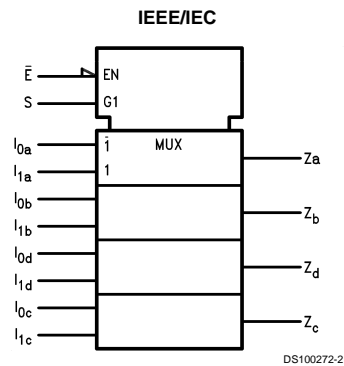 IEEE/IEC
Ē EN
S G1
I0a 1̄ MUX Za
I1a 1
I0b Zb
I1b
I0d Zd
I1d
I0c Zc
I1c
DS100272-2